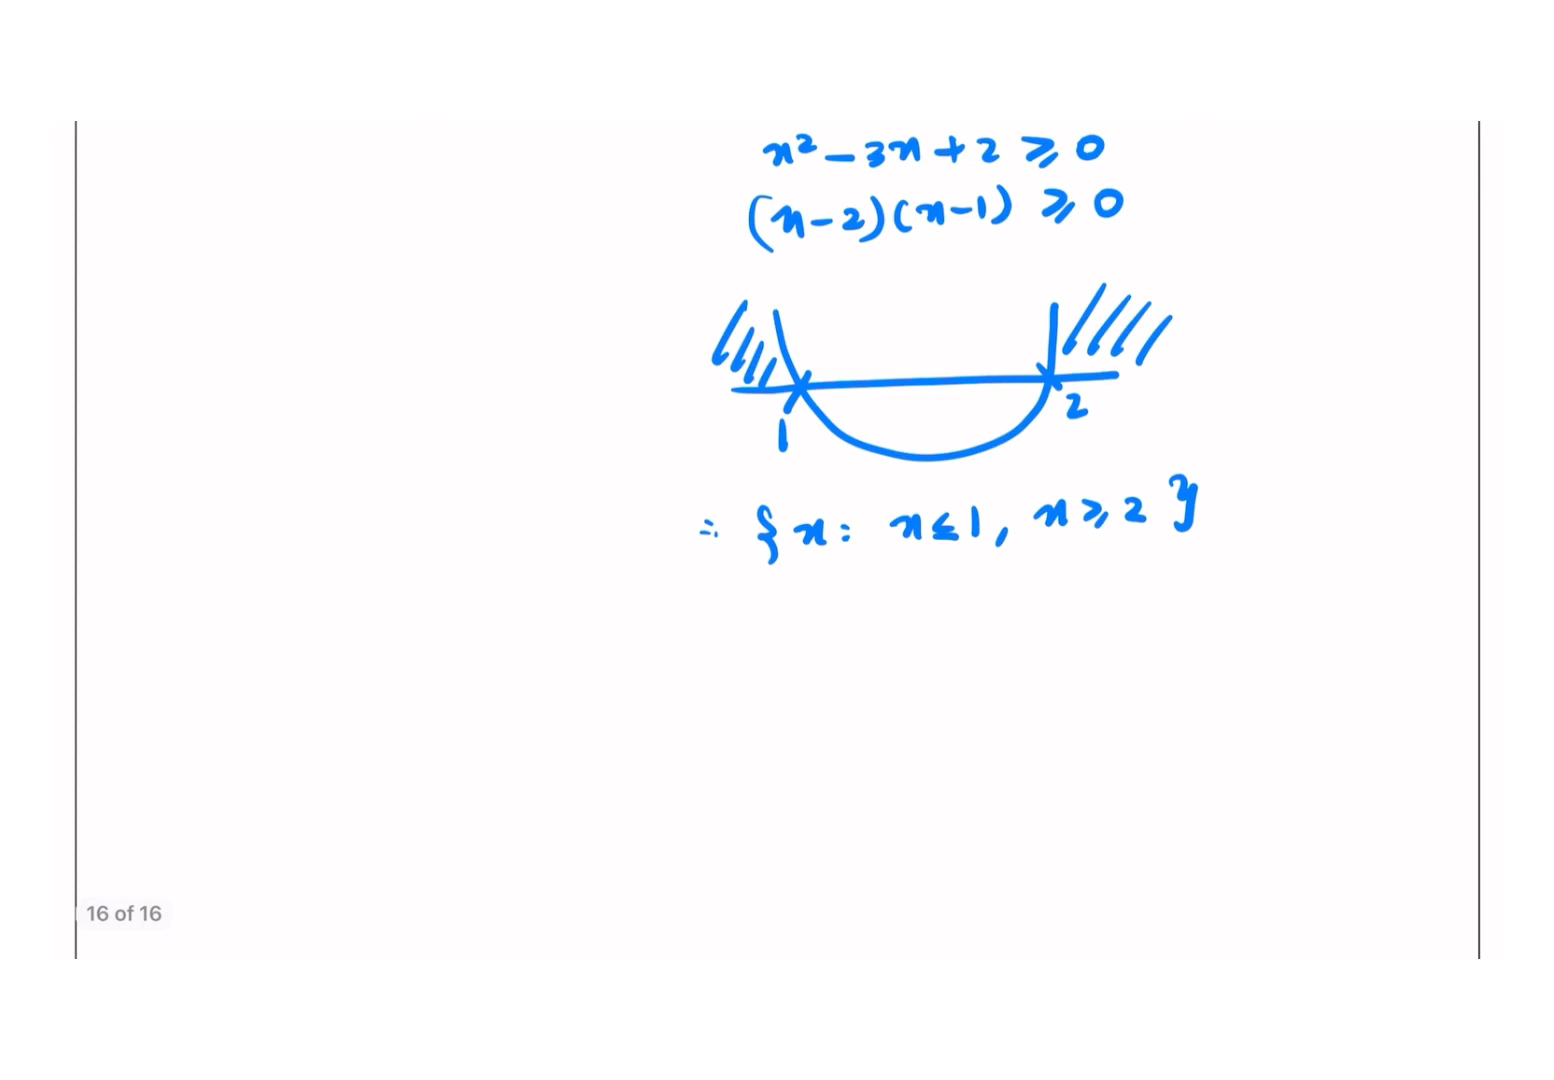 x² - 3x + 2 ⩾ 0
(x-2)(x-1) ⩾ 0
1
2
∴ {x: x≤1, x⩾2}
16 of 16